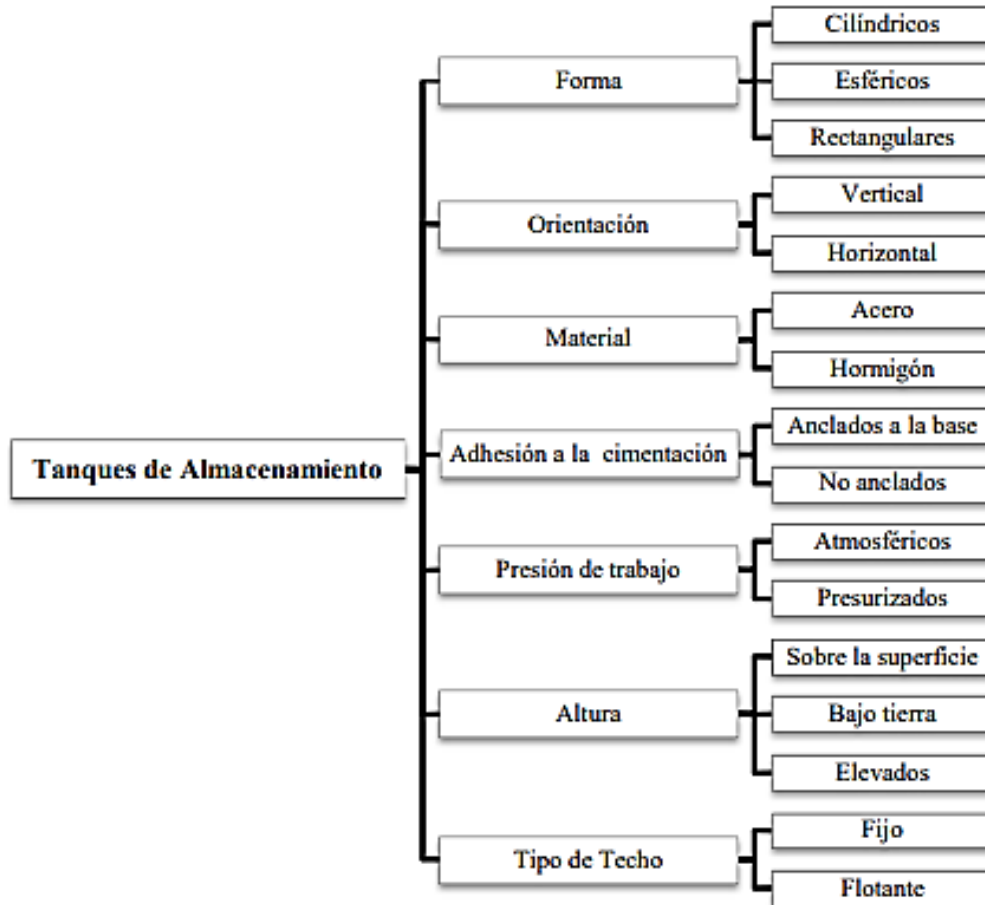 Tanques de Almacenamiento
Forma
Cilíndricos
Esféricos
Rectangulares
Orientación
Vertical
Horizontal
Material
Acero
Hormigón
Adhesión a la cimentación
Anclados a la base
No anclados
Presión de trabajo
Atmosféricos
Presurizados
Altura
Sobre la superficie
Bajo tierra
Elevados
Tipo de Techo
Fijo
Flotante